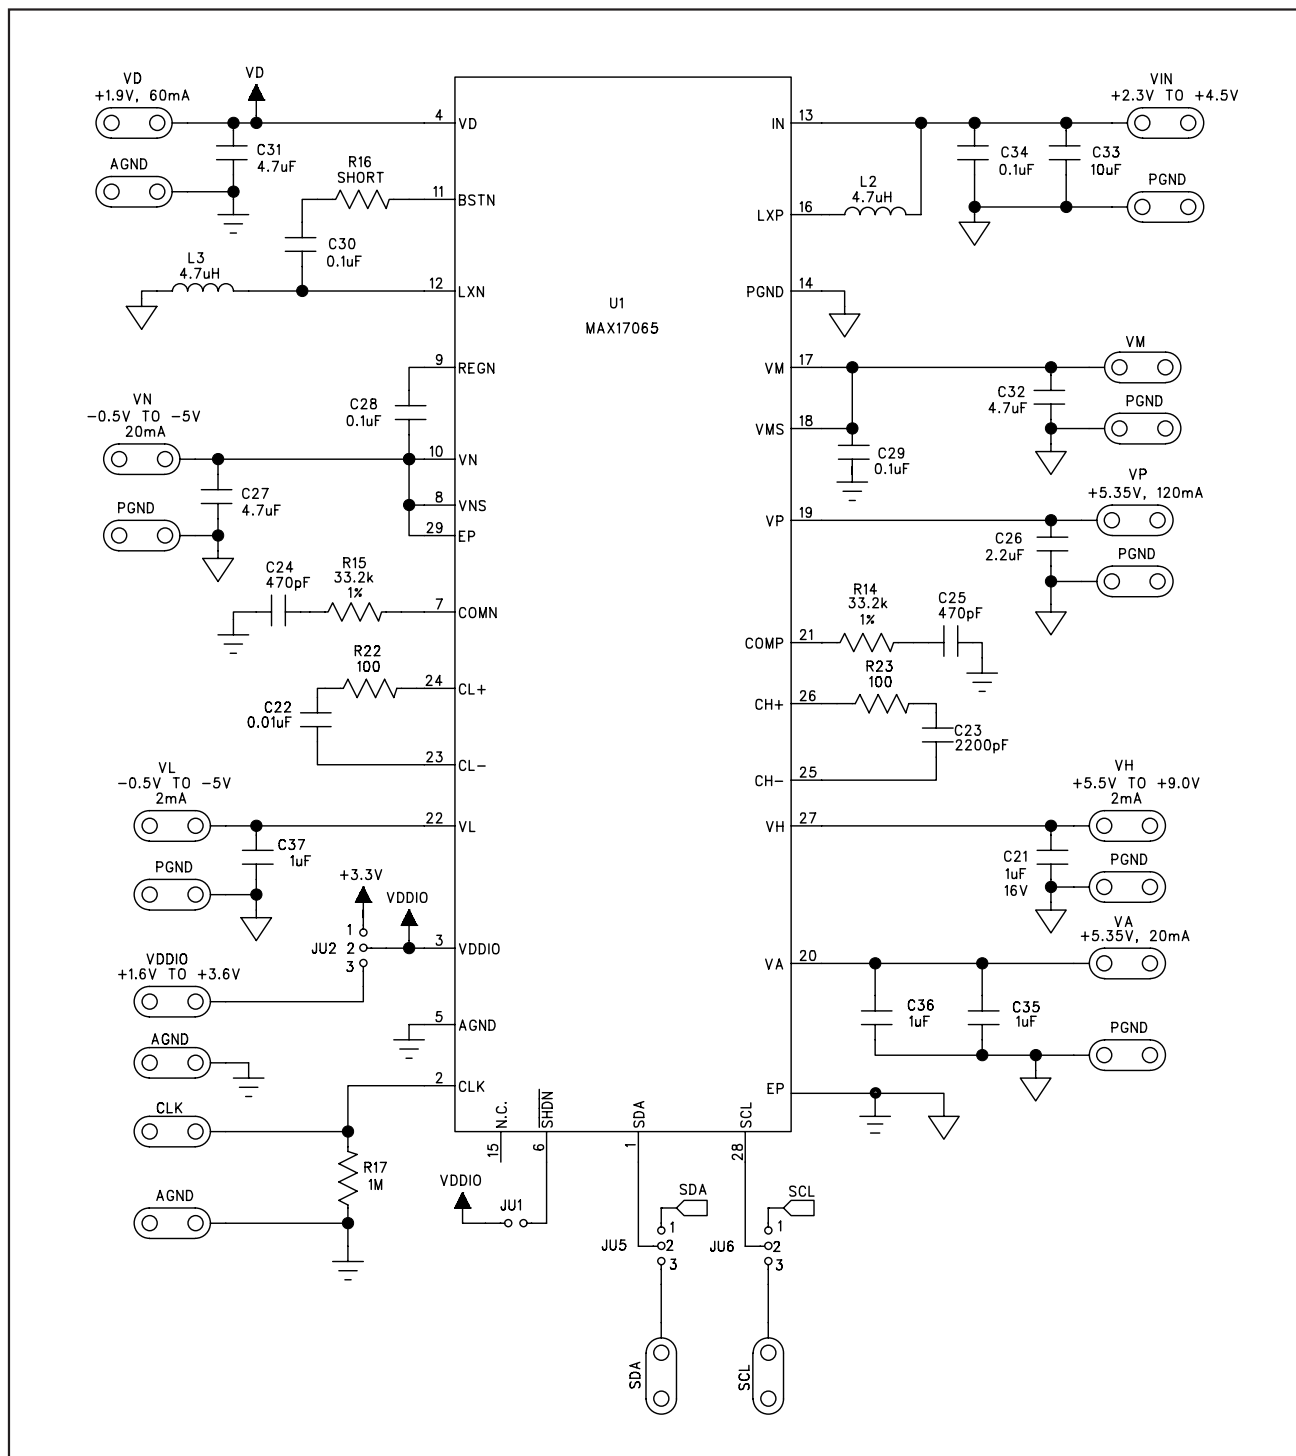 VD
+1.9V, 60mA
VD
4
VD
C31
4.7uF
AGND
R16
SHORT
11
BSTN
C30
0.1uF
L3
4.7uH
12
LXN
9
REGN
C28
0.1uF
VN
-0.5V TO -5V
20mA
10
VN
C27
4.7uF
8
VNS
PGND
29
EP
C24
470pF
R15
33.2k
1%
7
COMN
R22
100
24
CL+
C22
0.01uF
23
CL-
VL
-0.5V TO -5V
2mA
22
VL
C37
1uF
PGND
+3.3V
VDDIO
1
JU2
2
3
3
VDDIO
VDDIO
+1.6V TO +3.6V
5
AGND
AGND
2
CLK
CLK
R17
1M
AGND
U1
MAX17065
VIN
+2.3V TO +4.5V
IN
13
C34
0.1uF
C33
10uF
L2
4.7uH
PGND
LXP
16
PGND
14
VM
VM
17
C32
4.7uF
PGND
VMS
18
C29
0.1uF
VP
+5.35V, 120mA
VP
19
C26
2.2uF
PGND
R14
33.2k
1%
C25
470pF
COMP
21
R23
100
CH+
26
C23
2200pF
CH-
25
VH
+5.5V TO +9.0V
2mA
VH
27
C21
1uF
16V
PGND
VA
+5.35V, 20mA
VA
20
C36
1uF
C35
1uF
PGND
EP
N.C.
15
SHDN
6
SDA
1
SCL
28
VDDIO
JU1
SDA
1
JU5
2
3
SDA
SCL
1
JU6
2
3
SCL